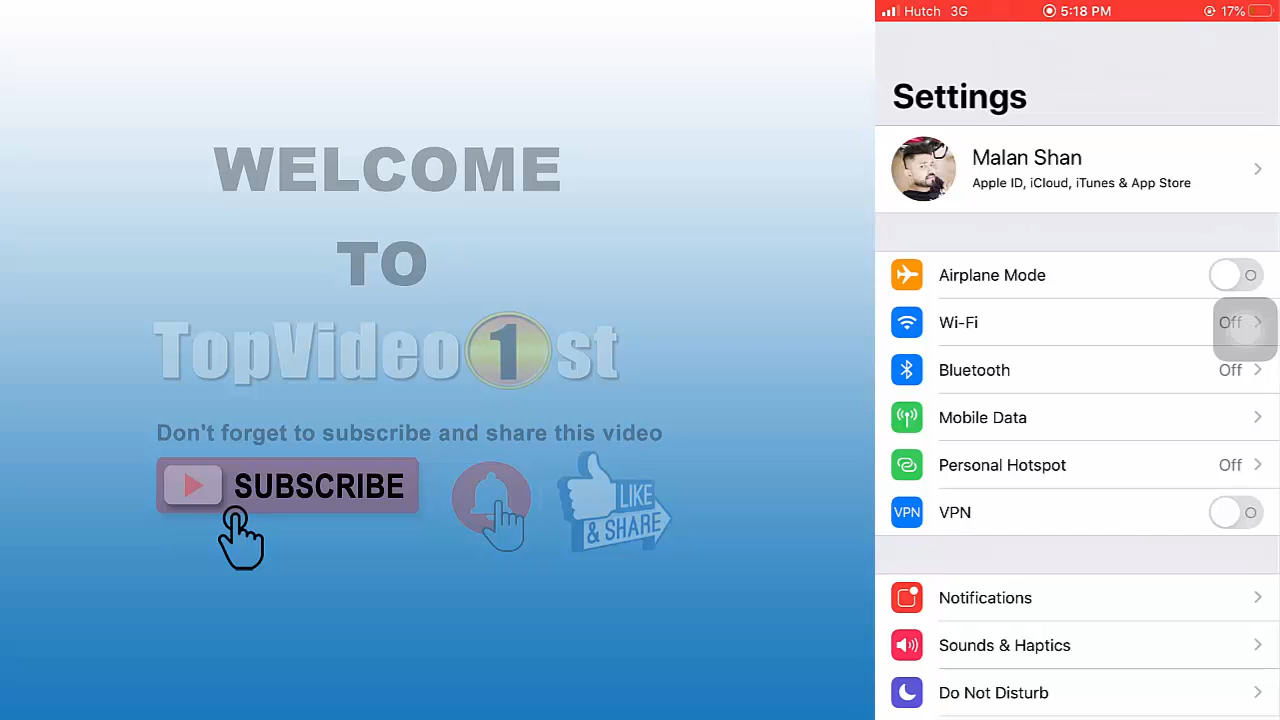 WELCOME
TO
TopVideo1st
Don't forget to subscribe and share this video
SUBSCRIBE
LIKE
& SHARE
Hutch 3G 5:18 PM 17%
Settings
Malan Shan
Apple ID, iCloud, iTunes & App Store
Airplane Mode
Wi-Fi Off
Bluetooth Off
Mobile Data
Personal Hotspot Off
VPN VPN
Notifications
Sounds & Haptics
Do Not Disturb